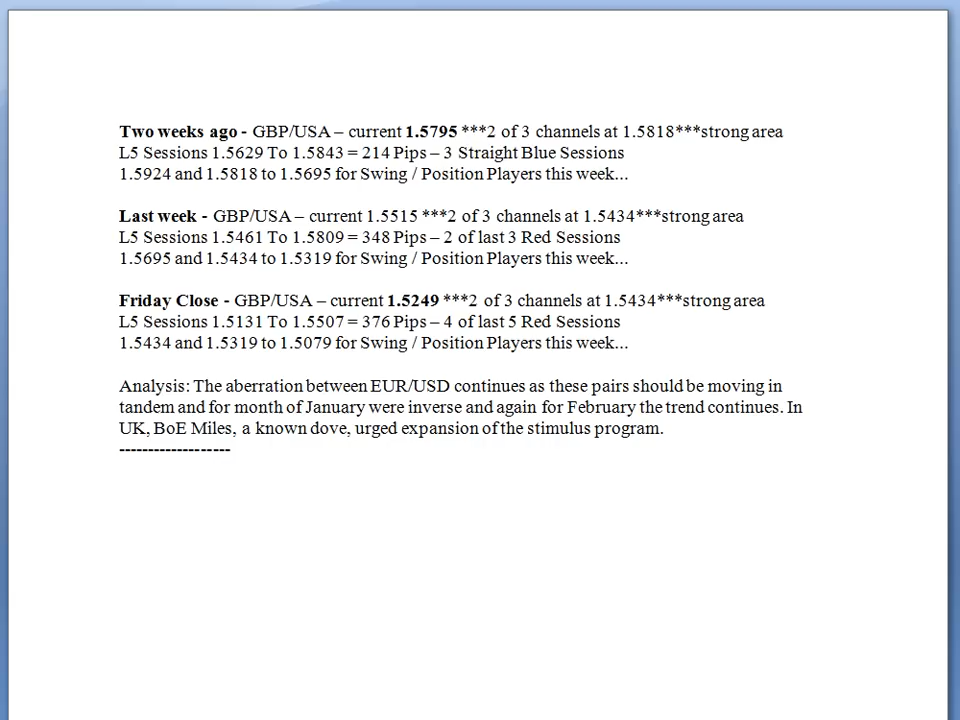 Two weeks ago - GBP/USA – current 1.5795 ***2 of 3 channels at 1.5818***strong area
L5 Sessions 1.5629 To 1.5843 = 214 Pips – 3 Straight Blue Sessions
1.5924 and 1.5818 to 1.5695 for Swing / Position Players this week...
Last week - GBP/USA – current 1.5515 ***2 of 3 channels at 1.5434***strong area
L5 Sessions 1.5461 To 1.5809 = 348 Pips – 2 of last 3 Red Sessions
1.5695 and 1.5434 to 1.5319 for Swing / Position Players this week...
Friday Close - GBP/USA – current 1.5249 ***2 of 3 channels at 1.5434***strong area
L5 Sessions 1.5131 To 1.5507 = 376 Pips – 4 of last 5 Red Sessions
1.5434 and 1.5319 to 1.5079 for Swing / Position Players this week...
Analysis: The aberration between EUR/USD continues as these pairs should be moving in
tandem and for month of January were inverse and again for February the trend continues. In
UK, BoE Miles, a known dove, urged expansion of the stimulus program.
-------------------